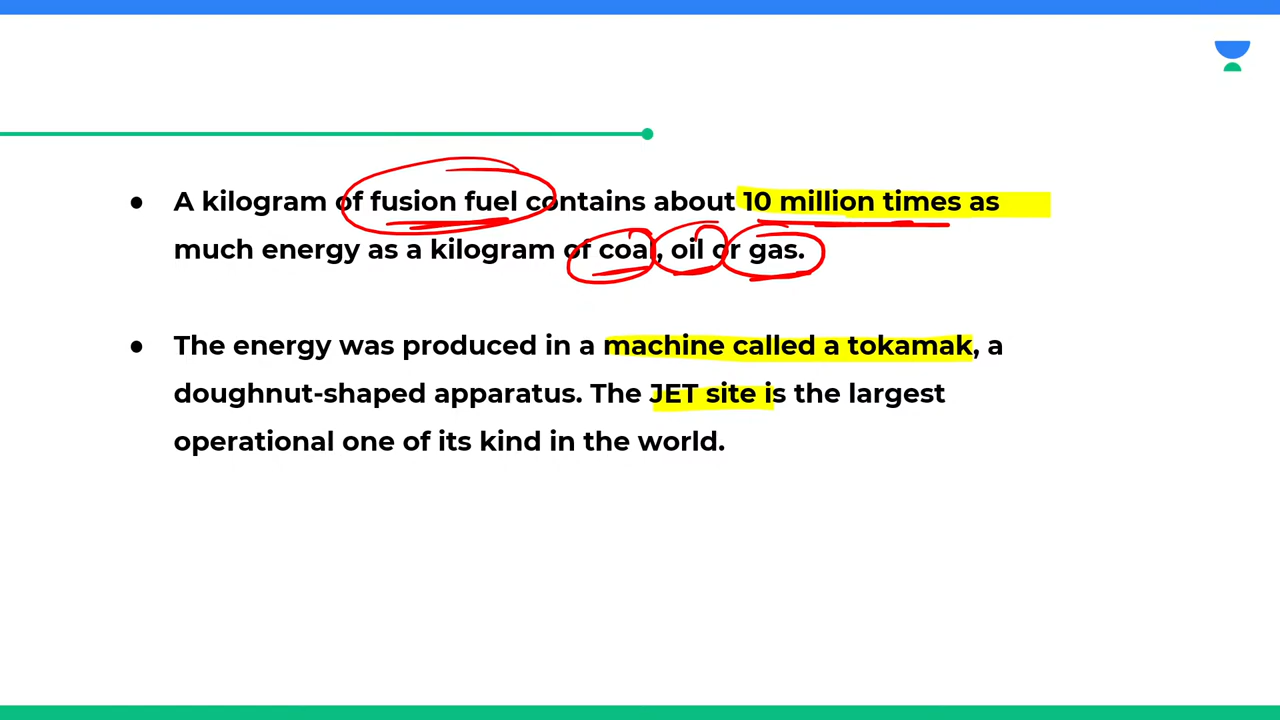 ● A kilogram of fusion fuel contains about 10 million times as
much energy as a kilogram of coal, oil or gas.
● The energy was produced in a machine called a tokamak, a
doughnut-shaped apparatus. The JET site is the largest
operational one of its kind in the world.